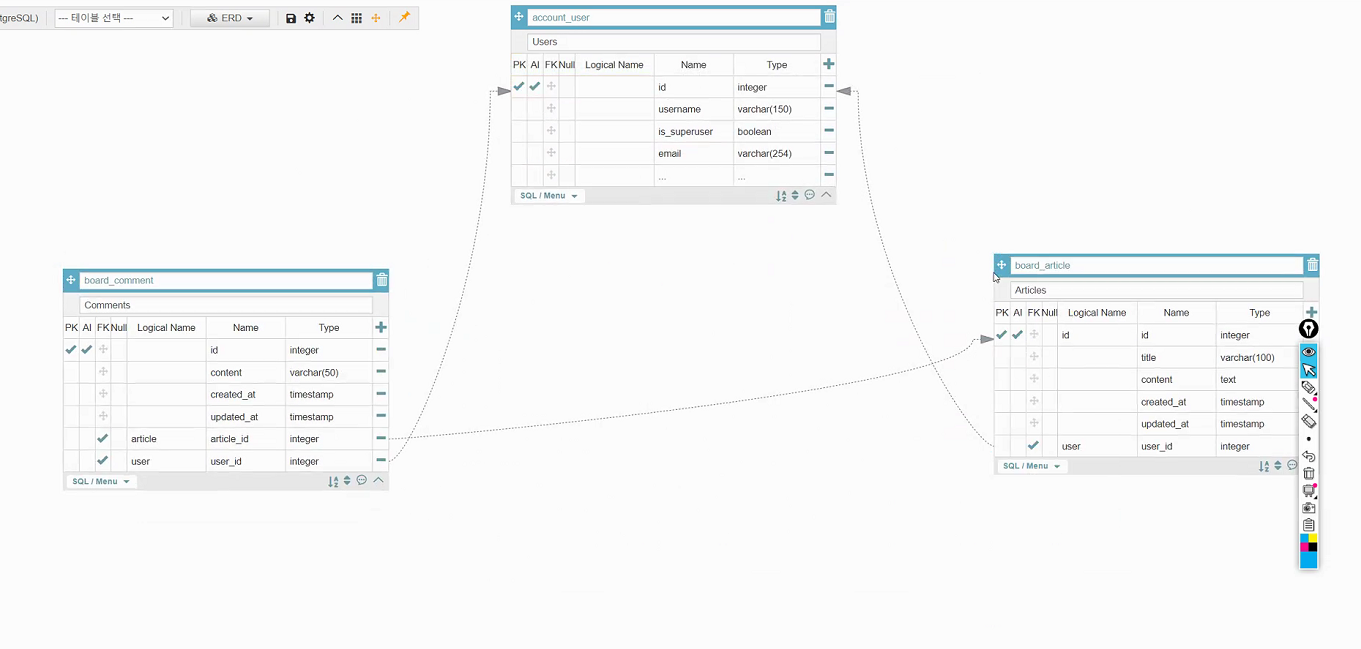 tgreSQL) --- 테이블 선택 --- ERD
account_user
Users
PK AI FK Null Logical Name Name Type
id integer
username varchar(150)
is_superuser boolean
email varchar(254)
... ...
SQL / Menu
board_comment
Comments
PK AI FK Null Logical Name Name Type
id integer
content varchar(50)
created_at timestamp
updated_at timestamp
article article_id integer
user user_id integer
SQL / Menu
board_article
Articles
PK AI FK Null Logical Name Name Type
id id integer
title varchar(100)
content text
created_at timestamp
updated_at timestamp
user user_id integer
SQL / Menu